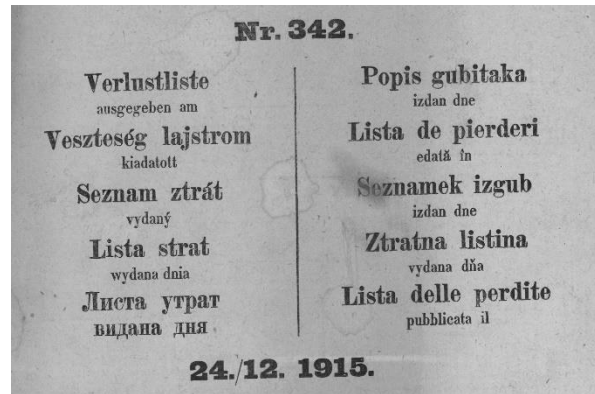 Nr. 342.
Verlustliste
ausgegeben am
Veszteség lajstrom
kiadatott
Seznam ztrát
vydaný
Lista strat
wydana dnia
Листа утрат
видана дня
Popis gubitaka
izdan dne
Lista de pierderi
edată în
Seznamek izgub
izdan dne
Ztratna listina
vydana dňa
Lista delle perdite
pubblicata il
24./12. 1915.